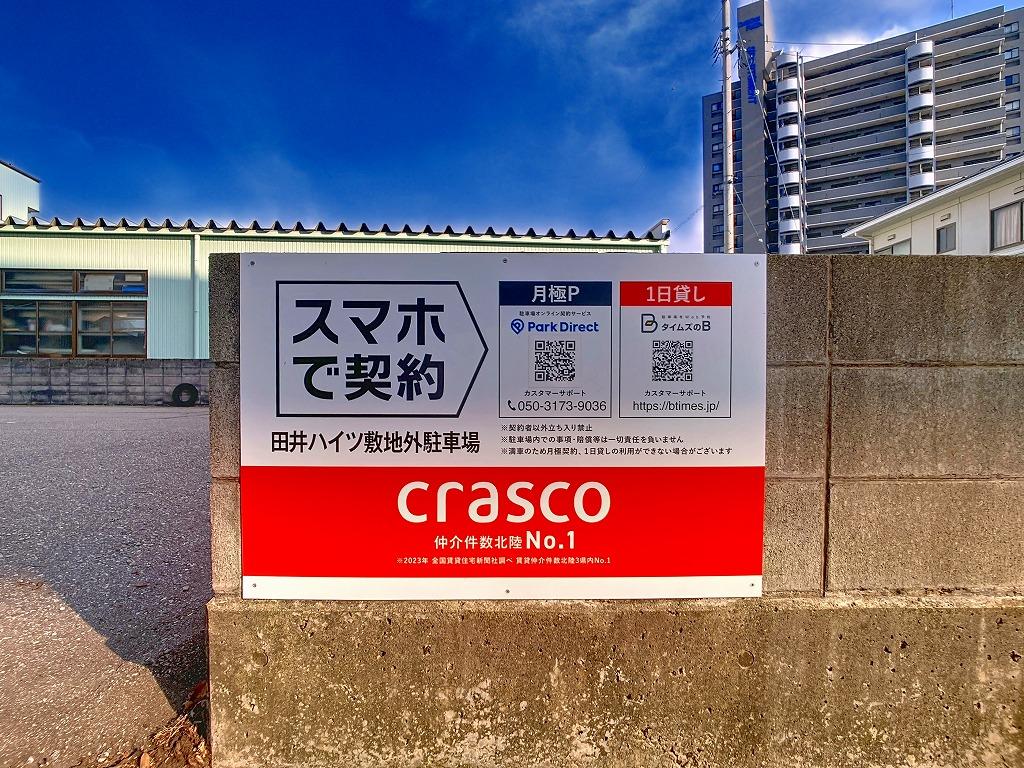 スマホ
で契約
田井ハイツ敷地外駐車場
月極P
駐車場オンライン契約サービス
Park Direct
カスタマーサポート
050-3173-9036
1日貸し
駐車場をWeb予約
タイムズのB
カスタマーサポート
https://btimes.jp/
※契約者以外立ち入り禁止
※駐車場内での事項・賠償等は一切責任を負いません
※満車のため月極契約、1日貸しの利用ができない場合がございます
crasco
仲介件数北陸No.1
※2023年 全国賃貸住宅新聞社調べ 賃貸仲介件数北陸3県内No.1